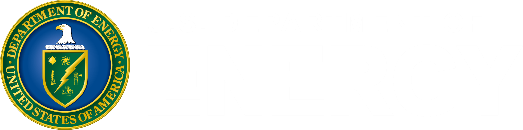 DEPARTMENT OF ENERGY
UNITED STATES OF AMERICA